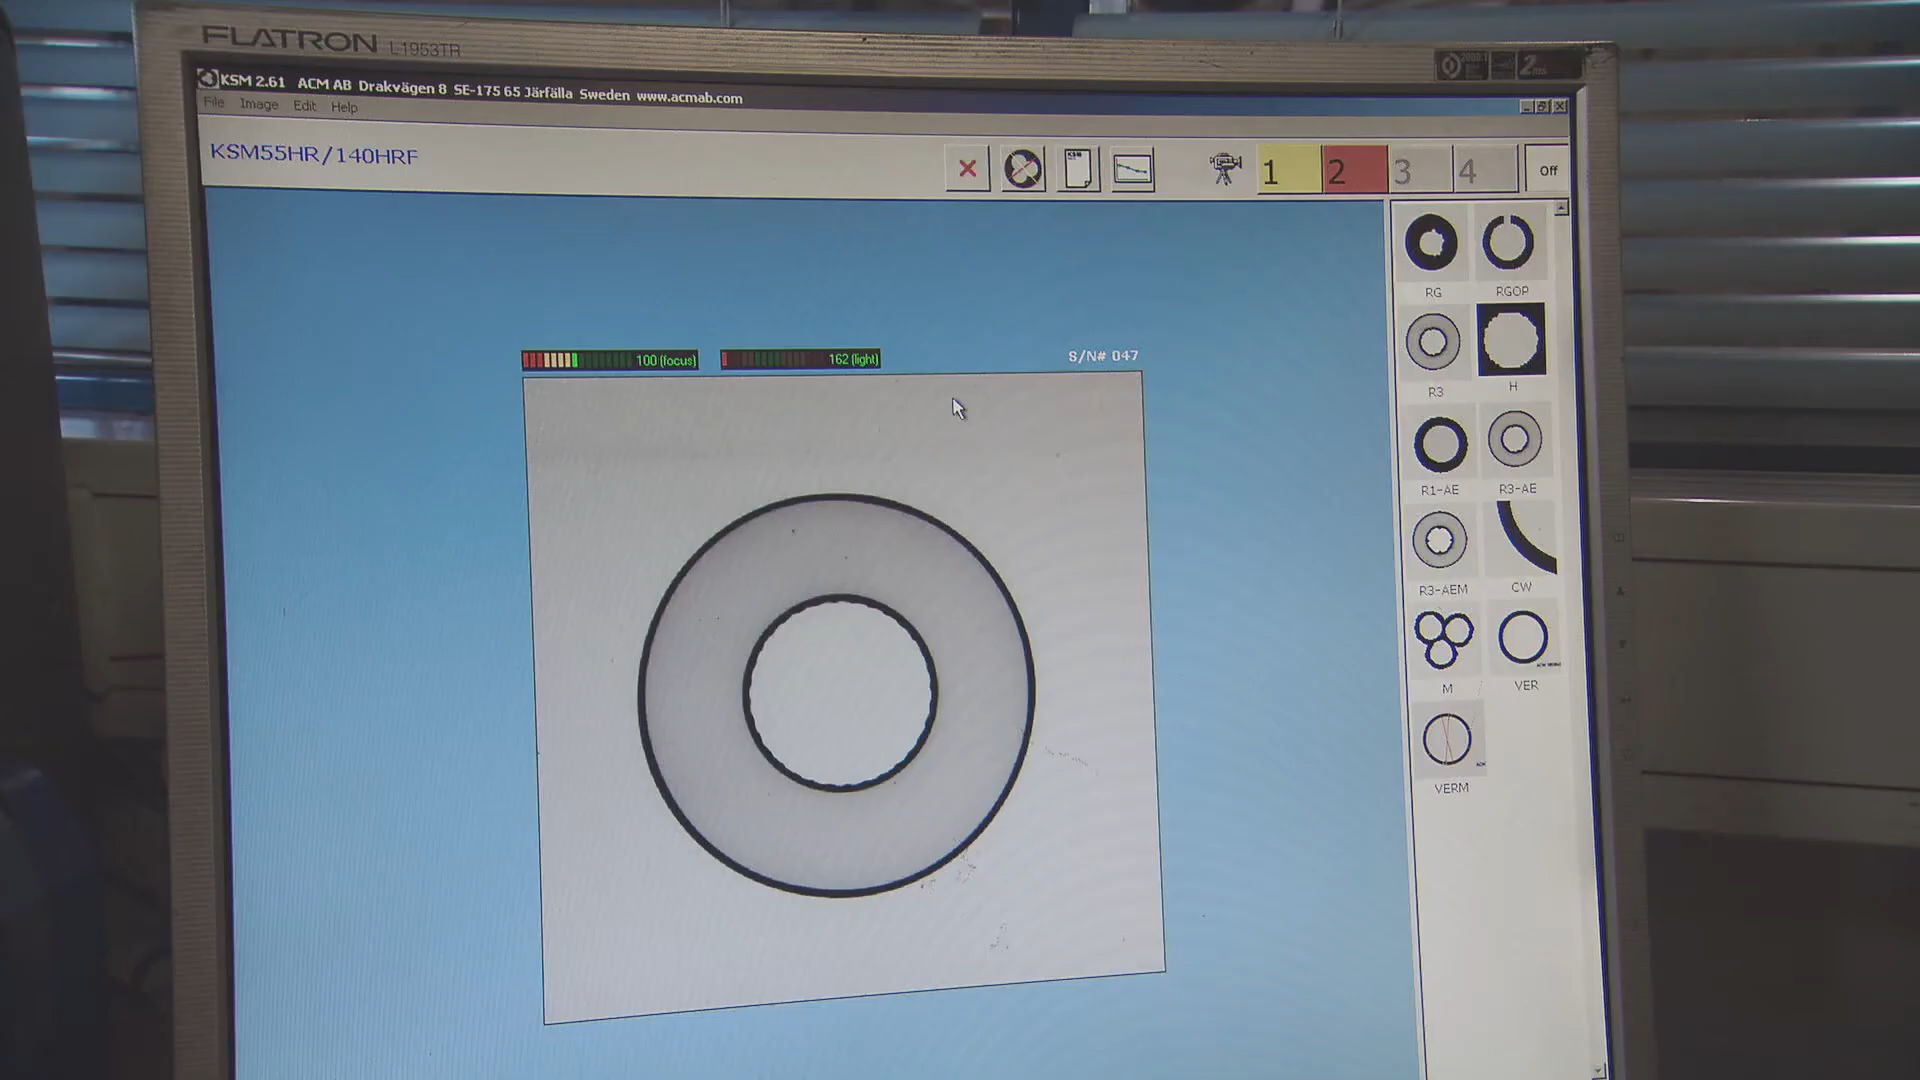 FLATRON L1953TR
KSM 2.61 ACM AB Drakvägen 8 SE-175 65 Järfälla Sweden www.acmab.com
File Image Edit Help
KSM55HR/140HRF
KSM
1 2 3 4 Off
100 (focus) 162 (light) S/N# 047
RG RGOP
R3 H
R1-AE R3-AE
R3-AEM CW
M VER
VERM